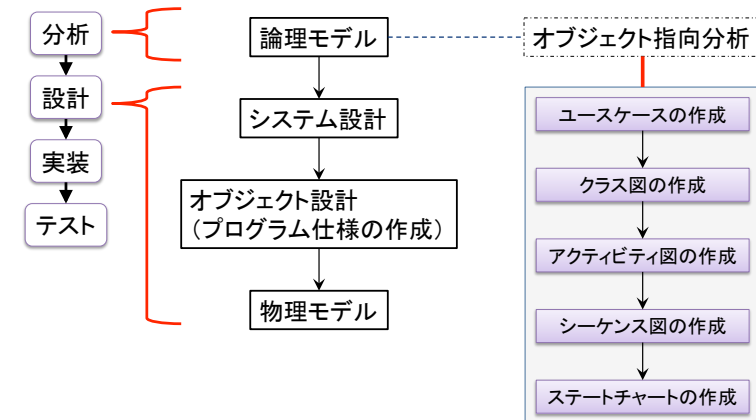 分析
設計
実装
テスト
論理モデル
システム設計
オブジェクト設計
（プログラム仕様の作成）
物理モデル
オブジェクト指向分析
ユースケースの作成
クラス図の作成
アクティビティ図の作成
シーケンス図の作成
ステートチャートの作成